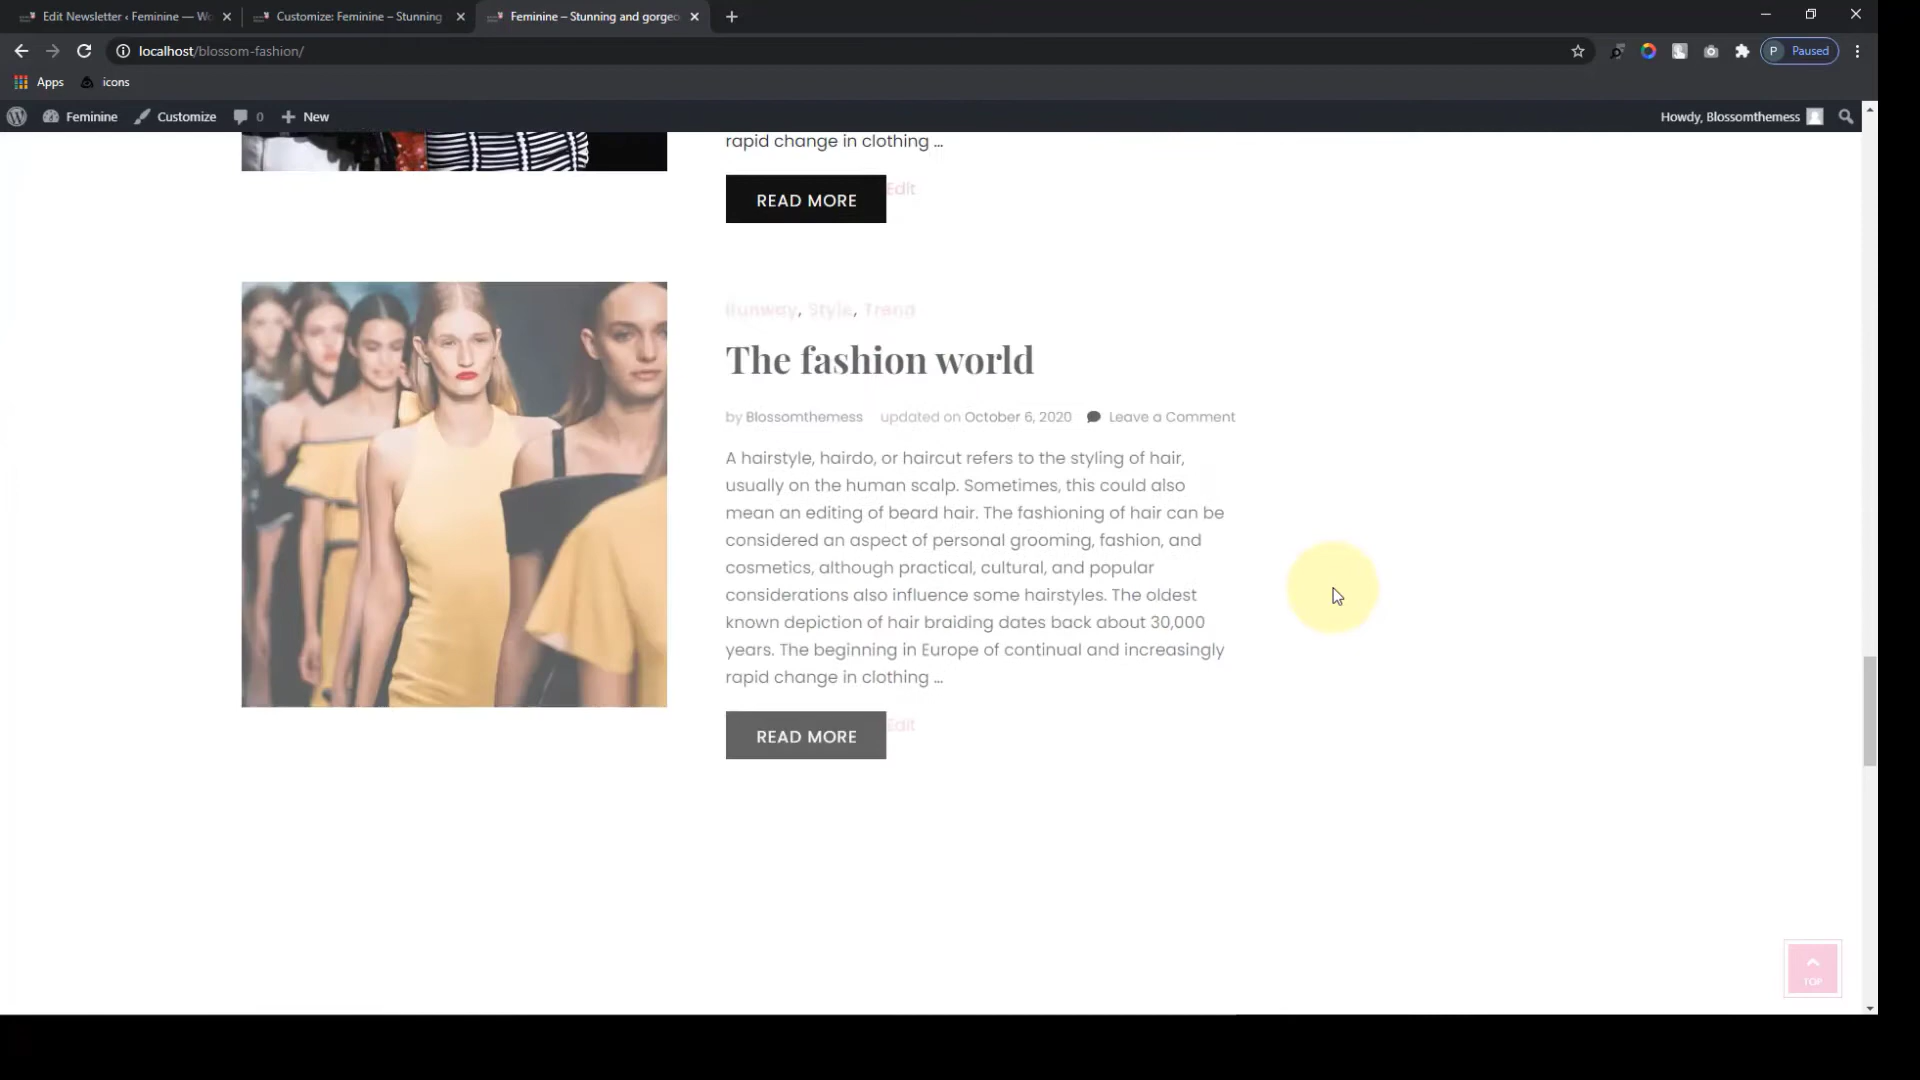 Edit Newsletter ‹ Feminine — Wo
Customize: Feminine – Stunning
Feminine – Stunning and gorgeo
localhost/blossom-fashion/
P Paused
Apps icons
Feminine Customize 0 New
Howdy, Blossomthemess
rapid change in clothing ...
READ MORE Edit
Runway, Style, Trend
The fashion world
by Blossomthemess updated on October 6, 2020 Leave a Comment
A hairstyle, hairdo, or haircut refers to the styling of hair,
usually on the human scalp. Sometimes, this could also
mean an editing of beard hair. The fashioning of hair can be
considered an aspect of personal grooming, fashion, and
cosmetics, although practical, cultural, and popular
considerations also influence some hairstyles. The oldest
known depiction of hair braiding dates back about 30,000
years. The beginning in Europe of continual and increasingly
rapid change in clothing ...
READ MORE Edit
TOP